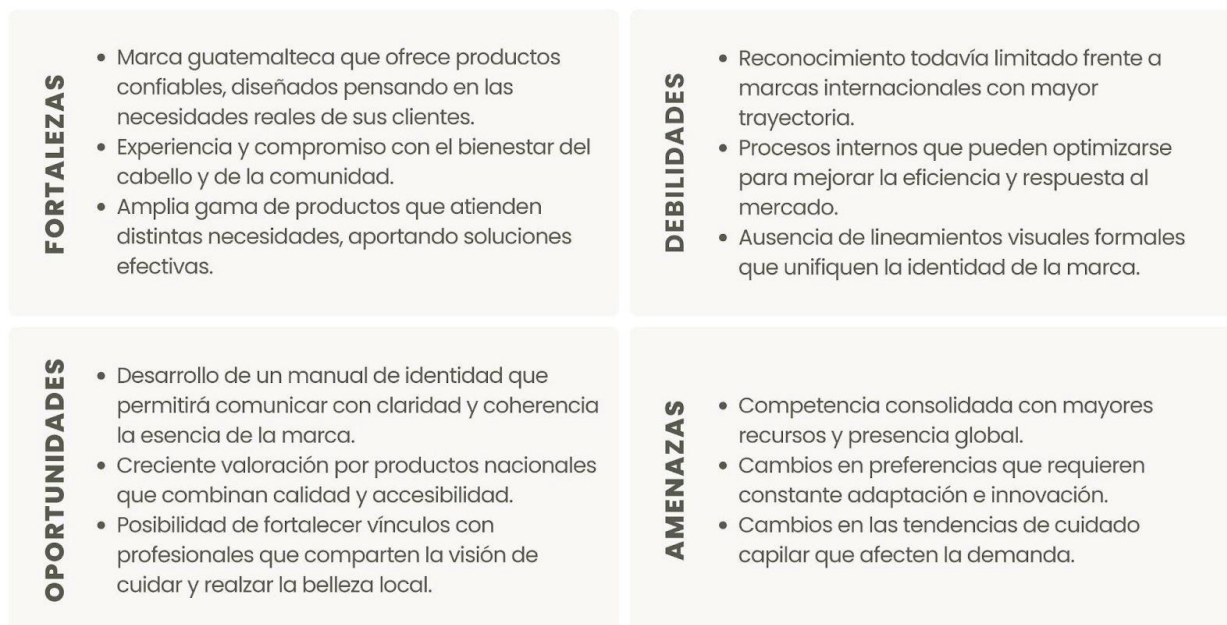 FORTALEZAS
• Marca guatemalteca que ofrece productos
confiables, diseñados pensando en las
necesidades reales de sus clientes.
• Experiencia y compromiso con el bienestar del
cabello y de la comunidad.
• Amplia gama de productos que atienden
distintas necesidades, aportando soluciones
efectivas.
DEBILIDADES
• Reconocimiento todavía limitado frente a
marcas internacionales con mayor
trayectoria.
• Procesos internos que pueden optimizarse
para mejorar la eficiencia y respuesta al
mercado.
• Ausencia de lineamientos visuales formales
que unifiquen la identidad de la marca.
OPORTUNIDADES
• Desarrollo de un manual de identidad que
permitirá comunicar con claridad y coherencia
la esencia de la marca.
• Creciente valoración por productos nacionales
que combinan calidad y accesibilidad.
• Posibilidad de fortalecer vínculos con
profesionales que comparten la visión de
cuidar y realzar la belleza local.
AMENAZAS
• Competencia consolidada con mayores
recursos y presencia global.
• Cambios en preferencias que requieren
constante adaptación e innovación.
• Cambios en las tendencias de cuidado
capilar que afecten la demanda.